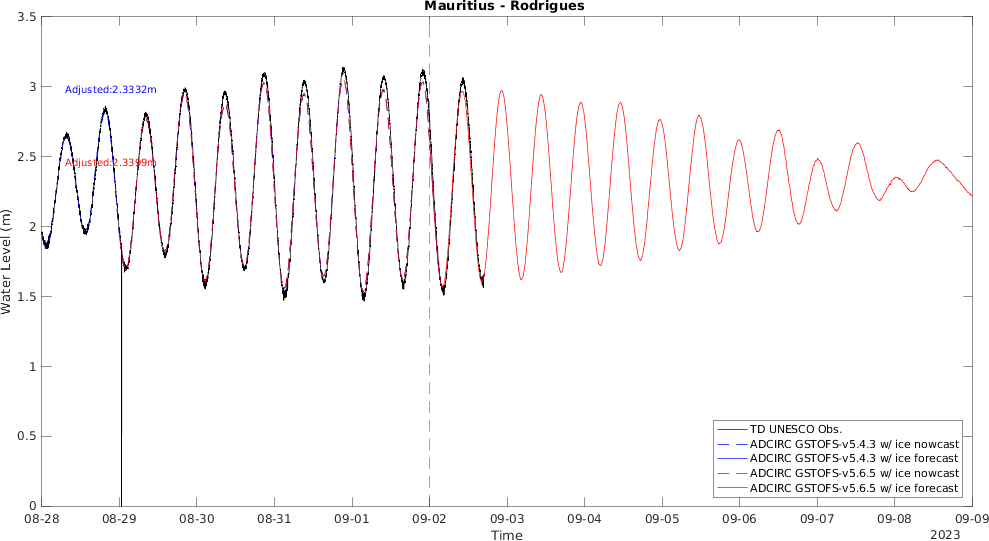 Mauritius - Rodrigues
3.5
3
2.5
2
1.5
1
0.5
0
Water Level (m)
Adjusted:2.3332m
Adjusted:2.3399m
TD UNESCO Obs.
ADCIRC GSTOFS-v5.4.3 w/ ice nowcast
ADCIRC GSTOFS-v5.4.3 w/ ice forecast
ADCIRC GSTOFS-v5.6.5 w/ ice nowcast
ADCIRC GSTOFS-v5.6.5 w/ ice forecast
08-28 08-29 08-30 08-31 09-01 09-02 09-03 09-04 09-05 09-06 09-07 09-08 09-09
Time
2023